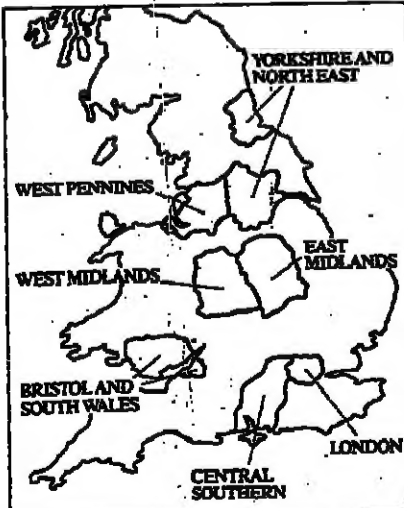 YORKSHIRE AND
NORTH EAST
WEST PENNINES
EAST
MIDLANDS
WEST MIDLANDS
BRISTOL AND
SOUTH WALES
LONDON
CENTRAL
SOUTHERN